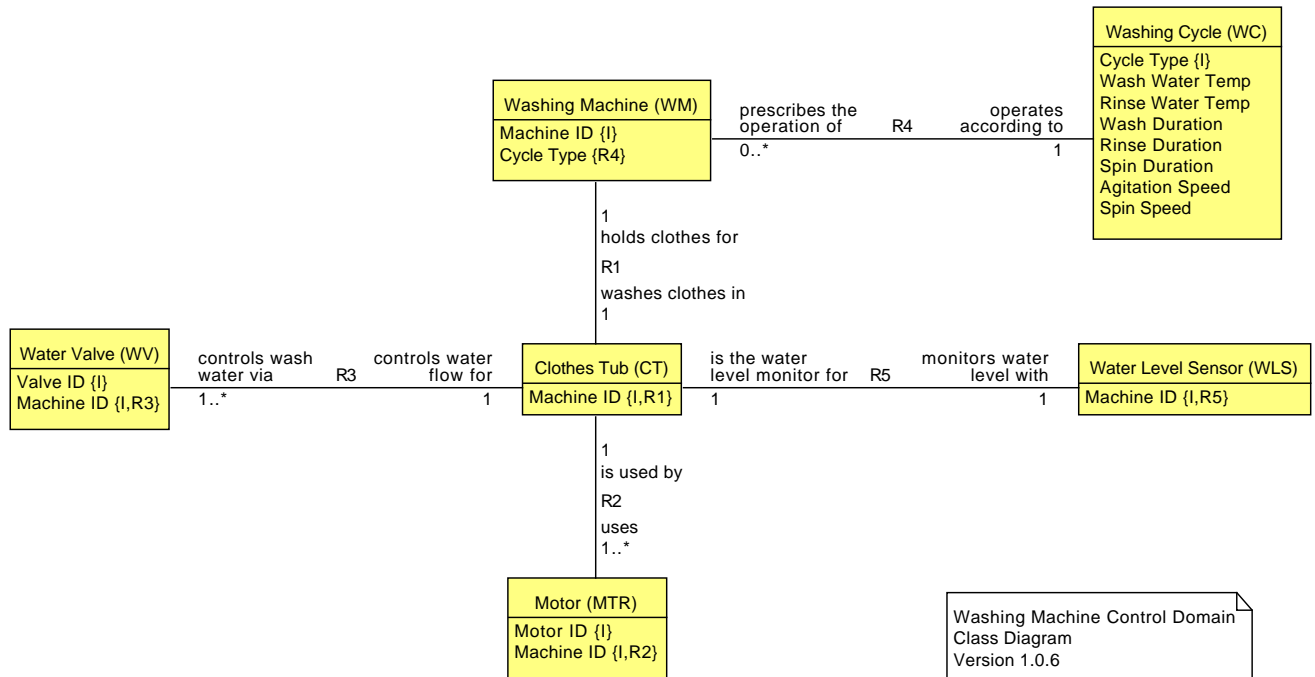 Washing Cycle (WC)
Cycle Type {I}
Wash Water Temp
Rinse Water Temp
Wash Duration
Rinse Duration
Spin Duration
Agitation Speed
Spin Speed
Washing Machine (WM)
Machine ID {I}
Cycle Type {R4}
prescribes the
operation of
0..*
R4
operates
according to
1
1
holds clothes for
R1
washes clothes in
1
Water Valve (WV)
Valve ID {I}
Machine ID {I,R3}
controls wash
water via
1..*
R3
controls water
flow for
1
Clothes Tub (CT)
Machine ID {I,R1}
is the water
level monitor for
1
R5
monitors water
level with
1
Water Level Sensor (WLS)
Machine ID {I,R5}
1
is used by
R2
uses
1..*
Motor (MTR)
Motor ID {I}
Machine ID {I,R2}
Washing Machine Control Domain
Class Diagram
Version 1.0.6